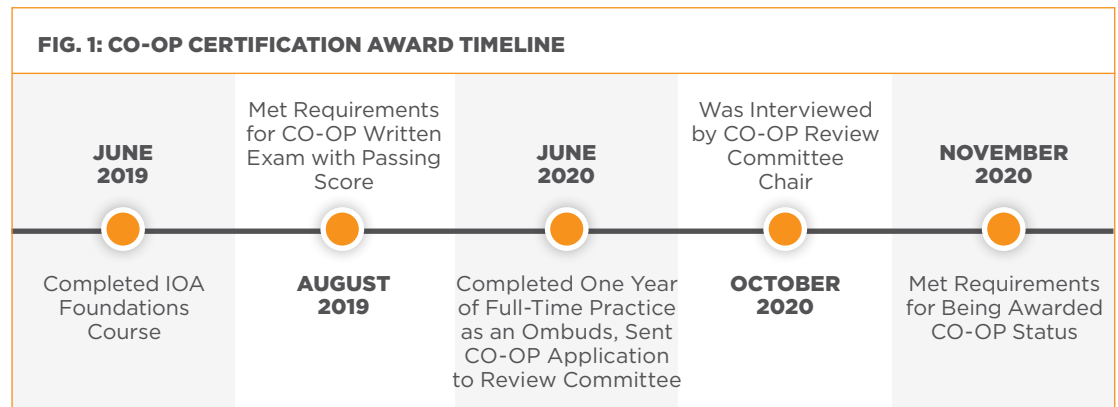 FIG. 1: CO-OP CERTIFICATION AWARD TIMELINE
JUNE
2019
Completed IOA
Foundations
Course
Met Requirements
for CO-OP Written
Exam with Passing
Score
AUGUST
2019
JUNE
2020
Completed One Year
of Full-Time Practice
as an Ombuds, Sent
CO-OP Application
to Review Committee
Was Interviewed
by CO-OP Review
Committee
Chair
OCTOBER
2020
NOVEMBER
2020
Met Requirements
for Being Awarded
CO-OP Status